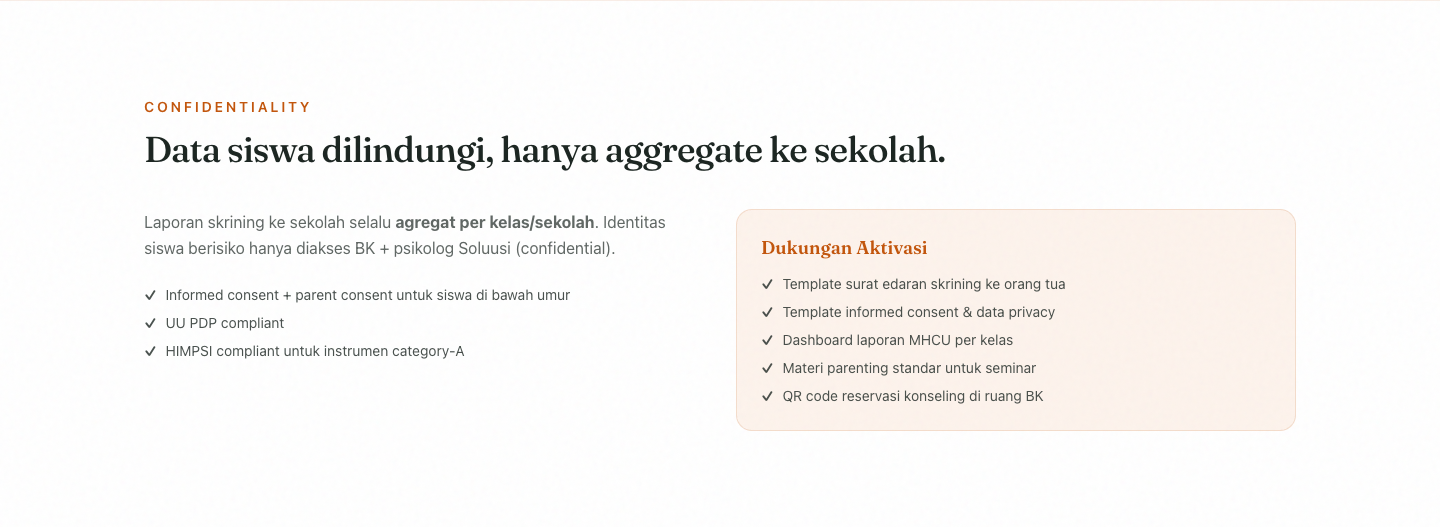 CONFIDENTIALITY
Data siswa dilindungi, hanya aggregate ke sekolah.
Laporan skrining ke sekolah selalu agregat per kelas/sekolah. Identitas
siswa berisiko hanya diakses BK + psikolog Soluusi (confidential).
✓ Informed consent + parent consent untuk siswa di bawah umur
✓ UU PDP compliant
✓ HIMPSI compliant untuk instrumen category-A
Dukungan Aktivasi
✓ Template surat edaran skrining ke orang tua
✓ Template informed consent & data privacy
✓ Dashboard laporan MHCU per kelas
✓ Materi parenting standar untuk seminar
✓ QR code reservasi konseling di ruang BK